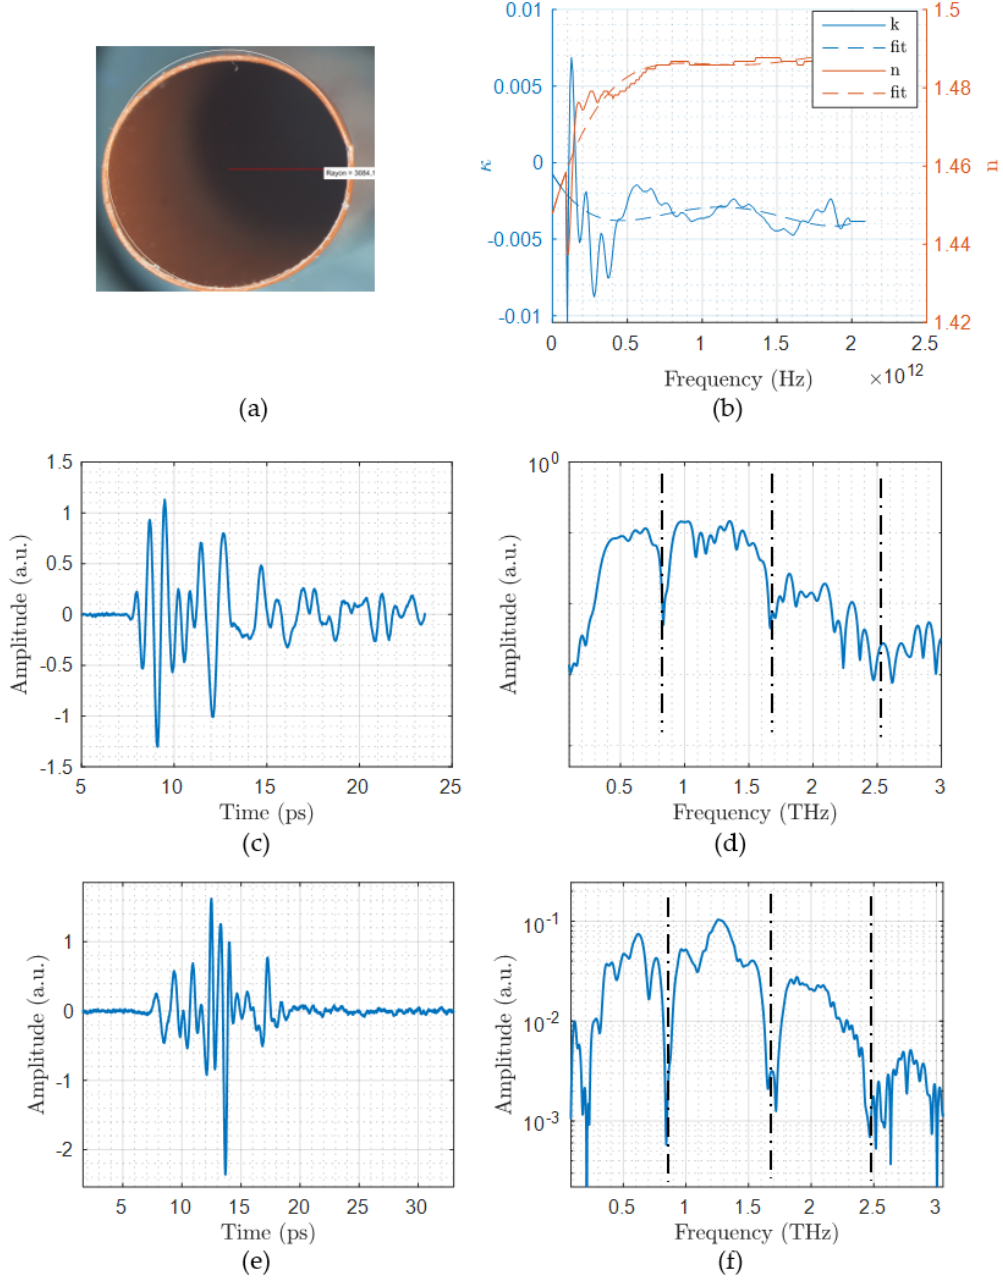 Rayon = 3084,1
(a)
0.01
0.005
0
-0.005
-0.01
κ
1.5
1.48
1.46
1.44
1.42
n
k
fit
n
fit
0 0.5 1 1.5 2 2.5
Frequency (Hz) ×10^12
(b)
1.5
1
0.5
0
-0.5
-1
-1.5
Amplitude (a.u.)
5 10 15 20 25
Time (ps)
(c)
10^0
Amplitude (a.u.)
0.5 1 1.5 2 2.5 3
Frequency (THz)
(d)
1
0
-1
-2
Amplitude (a.u.)
5 10 15 20 25 30
Time (ps)
(e)
10^-1
10^-2
10^-3
Amplitude (a.u.)
0.5 1 1.5 2 2.5 3
Frequency (THz)
(f)